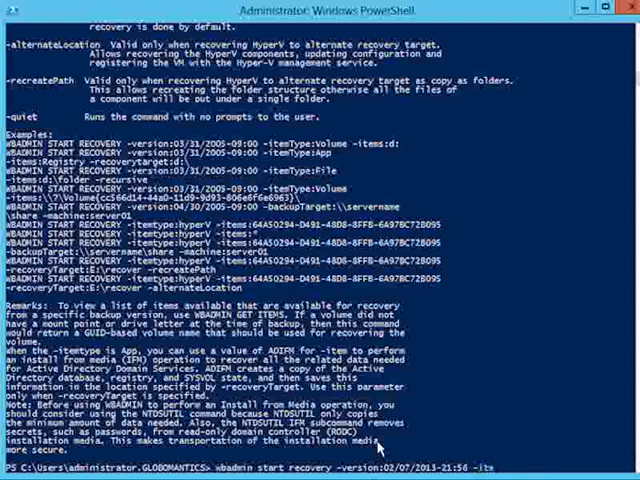 Administrator: Windows PowerShell
recovery is done by default.
-alternateLocation  Valid only when recovering HyperV to alternate recovery target.
Allows recovering the HyperV components, updating configuration and
registering the VM with the Hyper-V management service.
-recreatePath  Valid only when recovering HyperV to alternate target as copy as folders.
This allows recreating the folder structure otherwise all the files of
a component will be put under a single folder.
-quiet  Runs the command with no prompts to the user.
Examples:
WBADMIN START RECOVERY -version:03/31/2005-09:00 -itemType:Volume -items:d:
WBADMIN START RECOVERY -version:03/31/2005-09:00 -itemType:App
-items:Registry -recoverytarget:d:\
WBADMIN START RECOVERY -version:03/31/2005-09:00 -itemType:File
-items:d:\folder -recursive
WBADMIN START RECOVERY -version:03/31/2005-09:00 -itemType:Volume
-items:\\?\Volume{cc566d14-44a0-11d9-9d93-806e6f6e6963}\
WBADMIN START RECOVERY -version:04/30/2005-09:00 -backupTarget:\\servername
\share -machine:server01
WBADMIN START RECOVERY -itemtype:hyperV -items:64A50294-D491-48D8-8FFB-6A97BC72B095
WBADMIN START RECOVERY -itemtype:hyperV -items:*
WBADMIN START RECOVERY -itemtype:hyperV -items:64A50294-D491-48D8-8FFB-6A97BC72B095
-backupTarget:\\servername\share -machine:server01
WBADMIN START RECOVERY -itemtype:hyperV -items:64A50294-D491-48D8-8FFB-6A97BC72B095
-recoveryTarget:E:\recover -recreatePath
WBADMIN START RECOVERY -itemtype:hyperV -items:64A50294-D491-48D8-8FFB-6A97BC72B095
-recoveryTarget:E:\recover -alternateLocation
Remarks:  To view a list of items available that are available for recovery
from a specific backup version, use WBADMIN GET ITEMS. If a volume did not
have a mount point or drive letter at the time of backup, then this command
would return a GUID-based volume name that should be used for recovering the
volume.
When the -itemtype is App, you can use a value of ADIFM for -item to perform
an install from media (IFM) operation to recover all the related data needed
for Active Directory Domain Services. ADIFM creates a copy of the Active
Directory database, registry, and SYSVOL state, and then saves this
information in the location specified by -recoveryTarget. Use this parameter
only when -recoveryTarget is specified.
Note: Before using WBADMIN to perform an Install from Media operation, you
should consider using the NTDSUTIL command because NTDSUTIL only copies
the minimum amount of data needed. Also, the NTDSUTIL IFM subcommand removes
secrets, such as passwords, from read-only domain controller (RODC)
installation media. This makes transportation of the installation media
more secure.
PS C:\Users\administrator.GLOBOMANTICS> wbadmin start recovery -version:02/07/2013-21:56 -ite